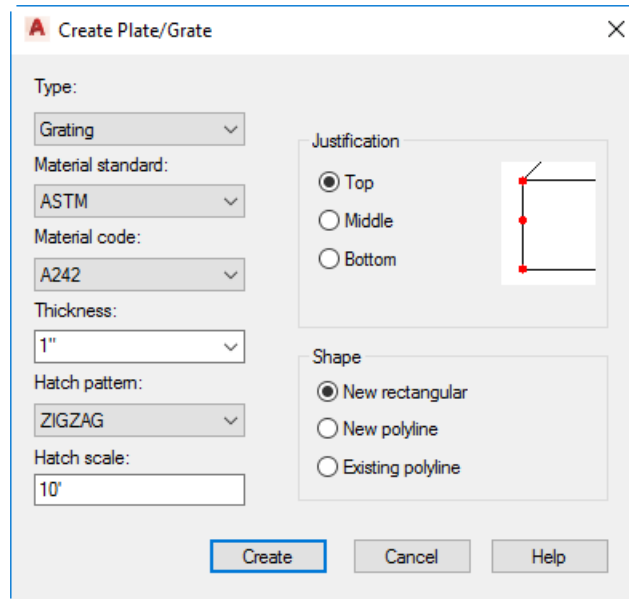 A Create Plate/Grate
Type:
Grating
Material standard:
ASTM
Material code:
A242
Thickness:
1"
Hatch pattern:
ZIGZAG
Hatch scale:
10'
Justification
Top
Middle
Bottom
Shape
New rectangular
New polyline
Existing polyline
Create Cancel Help